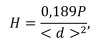 H = 0,189P / < d >²,